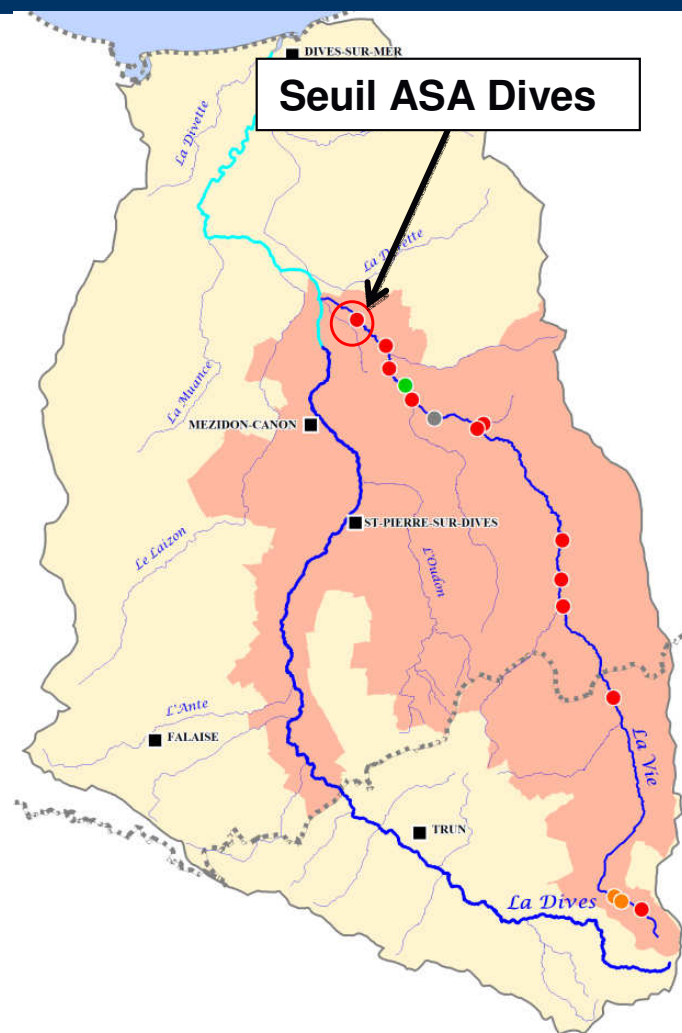 DIVES-SUR-MER
Seuil ASA Dives
La Divette
La Dorette
La Muance
MEZIDON-CANON
ST-PIERRE-SUR-DIVES
Le Laizon
L'Oudon
L'Ante
FALAISE
La Vie
TRUN
La Dives